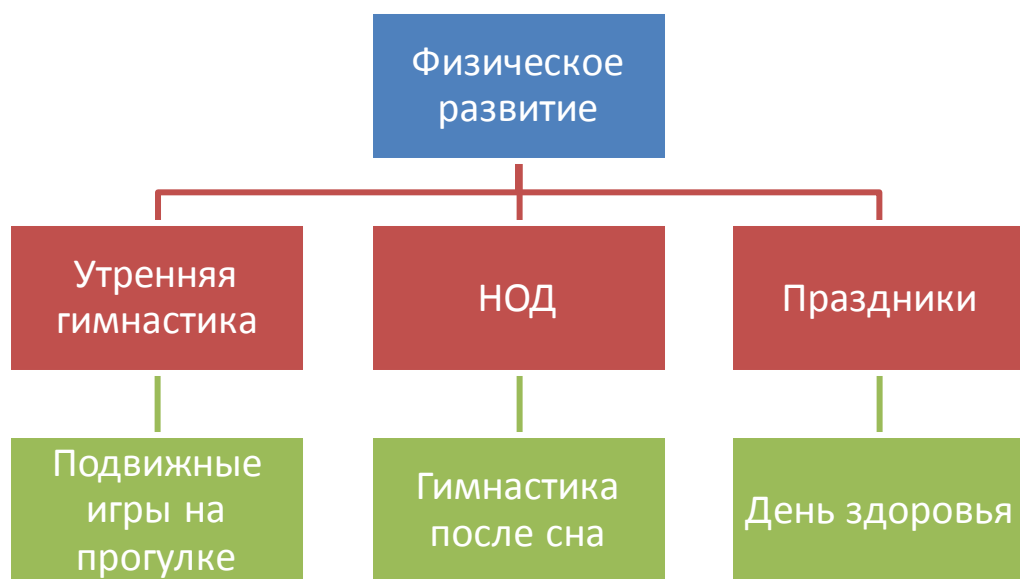 Физическое
развитие
Утренняя
гимнастика
НОД
Праздники
Подвижные
игры на
прогулке
Гимнастика
после сна
День здоровья